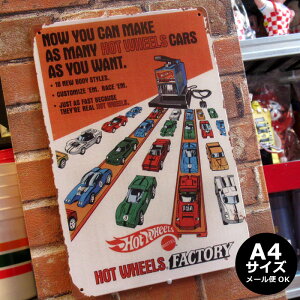 NOW YOU CAN MAKE
AS MANY HOT WHEELS CARS
AS YOU WANT.
• 18 NEW BODY STYLES.
• CUSTOMIZE 'EM. RACE 'EM.
• JUST AS FAST BECAUSE
THEY'RE REAL HOT WHEELS.
HOT WHEELS
HOT WHEELS FACTORY
A4
サイズ
メール便OK